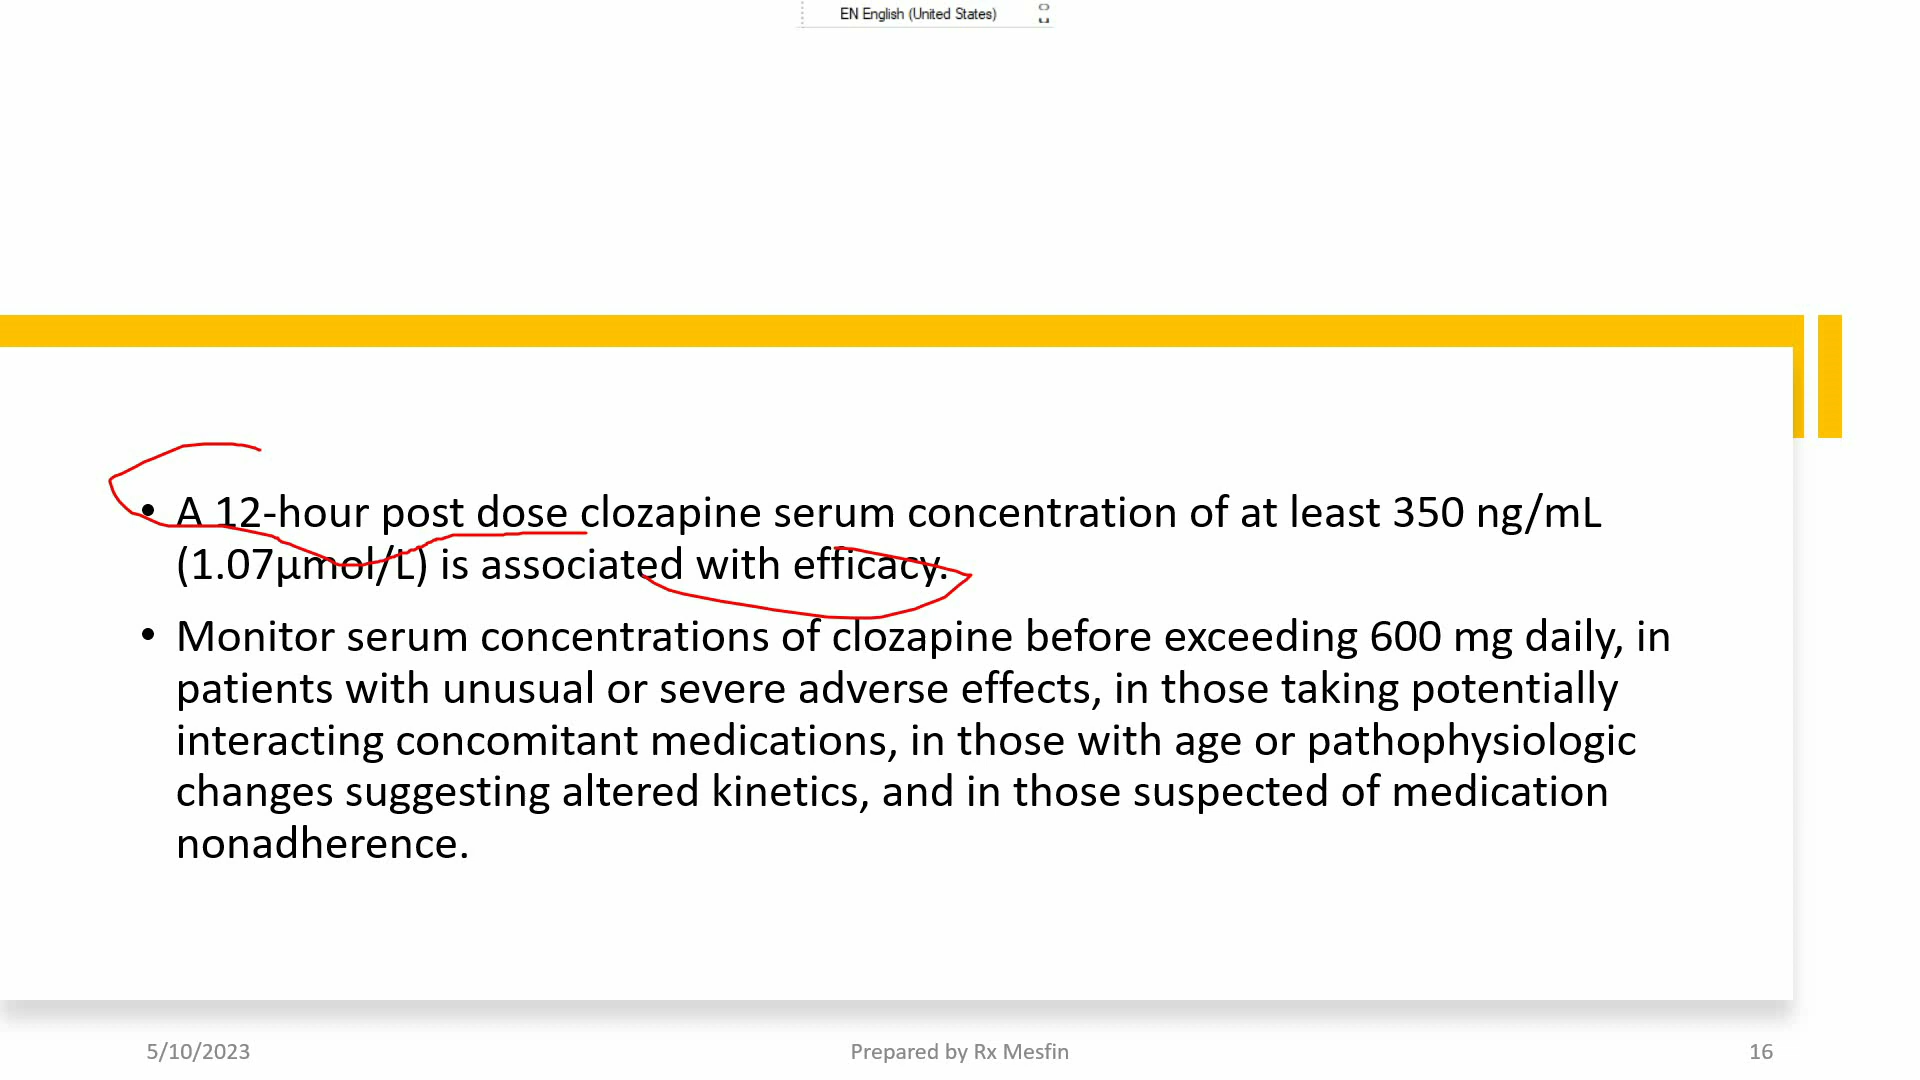 EN English (United States)
• A 12-hour post dose clozapine serum concentration of at least 350 ng/mL
(1.07µmol/L) is associated with efficacy.
• Monitor serum concentrations of clozapine before exceeding 600 mg daily, in
patients with unusual or severe adverse effects, in those taking potentially
interacting concomitant medications, in those with age or pathophysiologic
changes suggesting altered kinetics, and in those suspected of medication
nonadherence.
5/10/2023
Prepared by Rx Mesfin
16